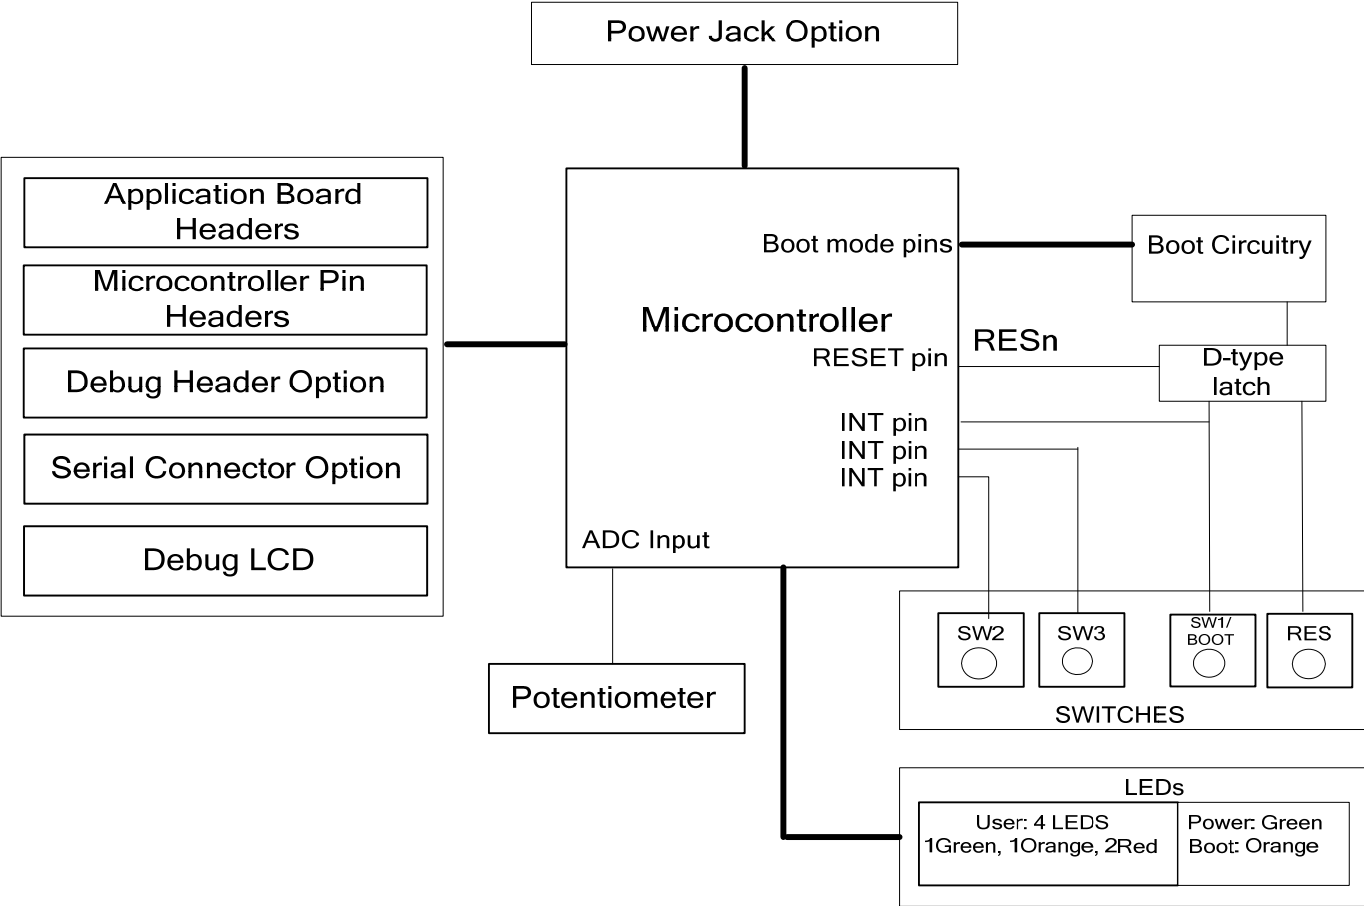 Power Jack Option
Application Board
Headers
Microcontroller Pin
Headers
Debug Header Option
Serial Connector Option
Debug LCD
Boot mode pins
Microcontroller
RESET pin
INT pin
INT pin
INT pin
ADC Input
RESn
Boot Circuitry
D-type
latch
Potentiometer
SW2
SW3
SW1/
BOOT
RES
SWITCHES
LEDs
User: 4 LEDS
1Green, 1Orange, 2Red
Power: Green
Boot: Orange